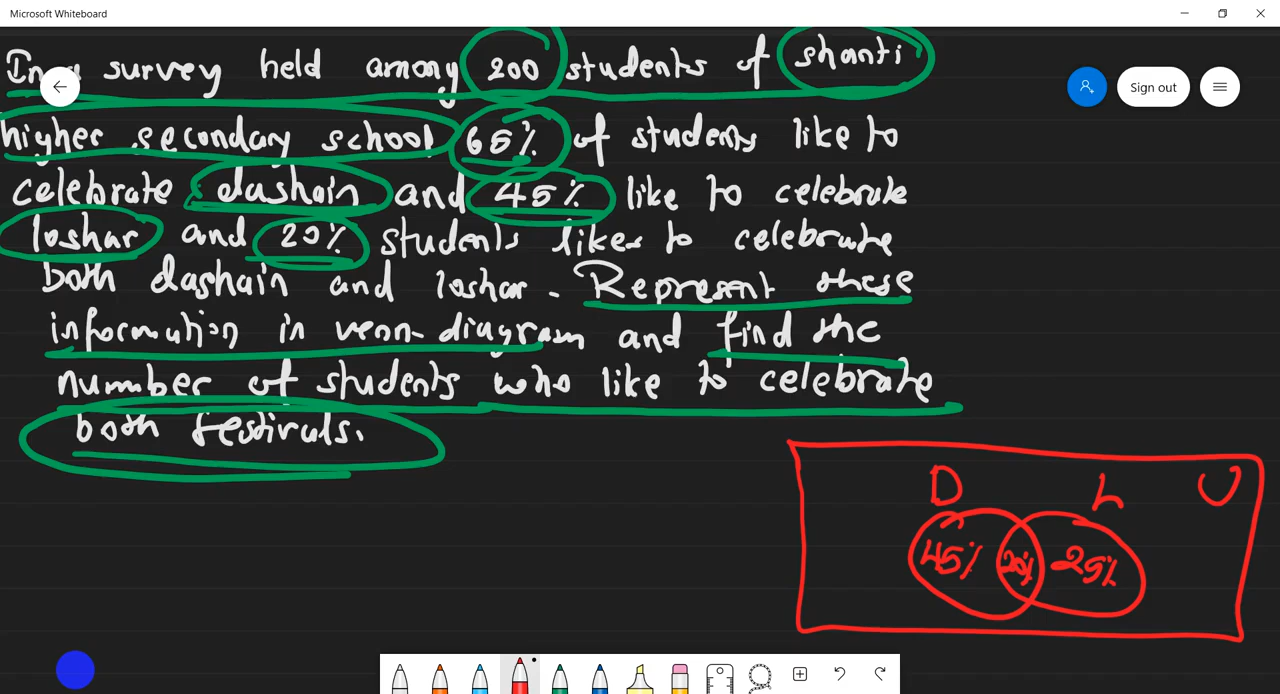 Microsoft Whiteboard
In a survey held among 200 students of shanti
Sign out
higher secondary school 65% of students like to
celebrate dashain and 45% like to celebrate
loshar and 20% students likes to celebrate
both dashain and loshar. Represent these
information in venn-diagram and find the
number of students who like to celebrate
both festivals.
D L U
45% 20% 25%